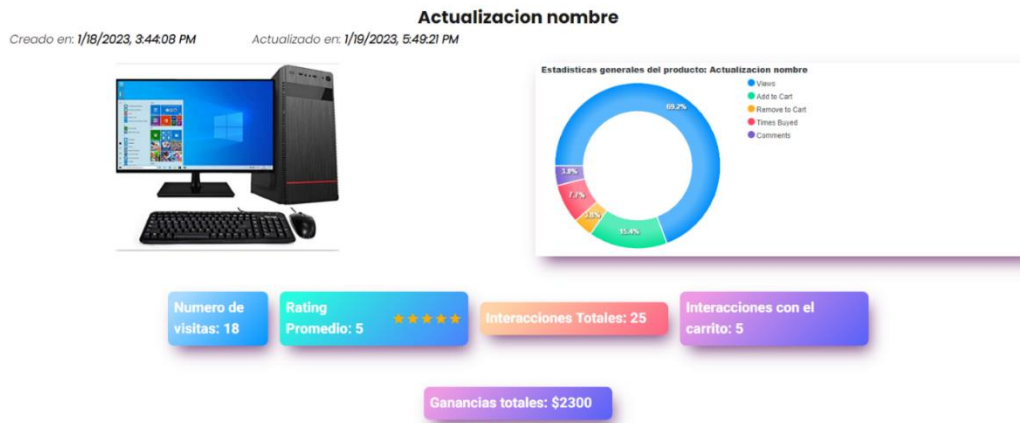 Actualizacion nombre
Creado en: 1/18/2023, 3:44:08 PM
Actualizado en: 1/19/2023, 5:49:21 PM
Estadísticas generales del producto: Actualizacion nombre
Views
Add to Cart
Remove to Cart
Times Buyed
Comments
69.2%
3.8%
7.7%
3.8%
15.4%
Numero de
visitas: 18
Rating
Promedio: 5
Interacciones Totales: 25
Interacciones con el
carrito: 5
Ganancias totales: $2300